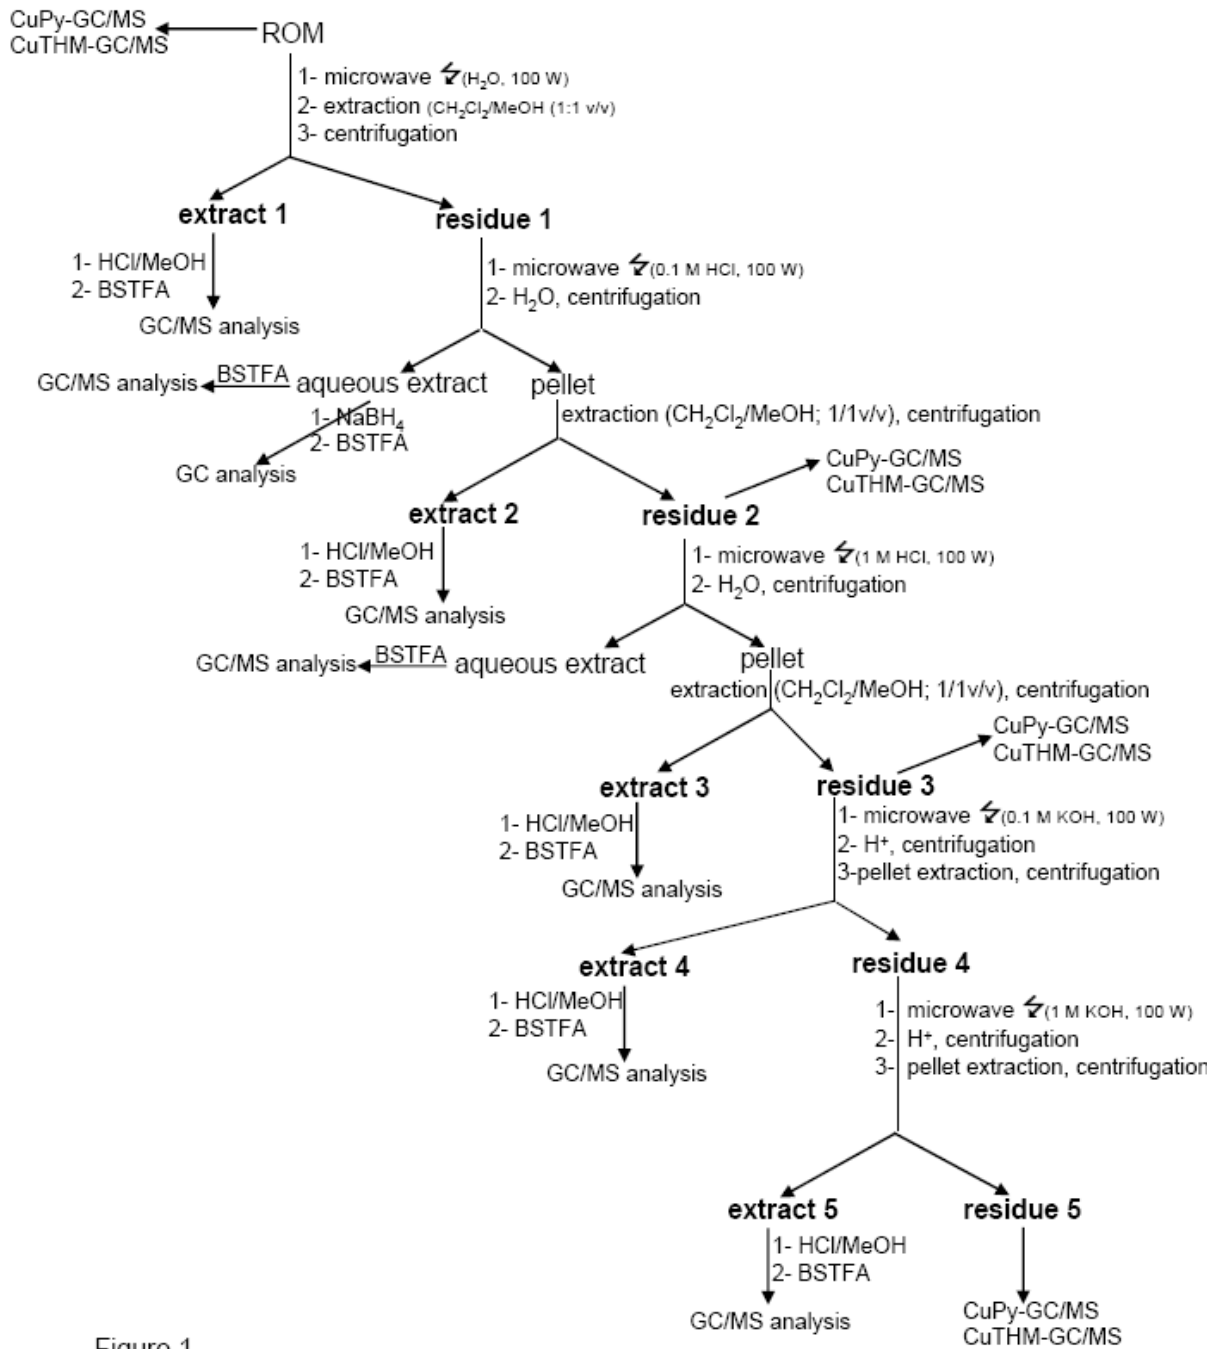 CuPy-GC/MS
CuTHM-GC/MS
ROM
1- microwave (H₂O, 100 W)
2- extraction (CH₂Cl₂/MeOH (1:1 v/v)
3- centrifugation
extract 1
residue 1
1- HCl/MeOH
2- BSTFA
GC/MS analysis
1- microwave (0.1 M HCl, 100 W)
2- H₂O, centrifugation
GC/MS analysis
BSTFA
aqueous extract
pellet
1- NaBH₄
2- BSTFA
GC analysis
extraction (CH₂Cl₂/MeOH; 1/1v/v), centrifugation
CuPy-GC/MS
CuTHM-GC/MS
extract 2
residue 2
1- HCl/MeOH
2- BSTFA
GC/MS analysis
1- microwave (1 M HCl, 100 W)
2- H₂O, centrifugation
GC/MS analysis
BSTFA
aqueous extract
pellet
extraction (CH₂Cl₂/MeOH; 1/1v/v), centrifugation
CuPy-GC/MS
CuTHM-GC/MS
extract 3
residue 3
1- HCl/MeOH
2- BSTFA
GC/MS analysis
1- microwave (0.1 M KOH, 100 W)
2- H⁺, centrifugation
3-pellet extraction, centrifugation
extract 4
residue 4
1- HCl/MeOH
2- BSTFA
GC/MS analysis
1- microwave (1 M KOH, 100 W)
2- H⁺, centrifugation
3- pellet extraction, centrifugation
extract 5
residue 5
1- HCl/MeOH
2- BSTFA
GC/MS analysis
CuPy-GC/MS
CuTHM-GC/MS
Figure 1